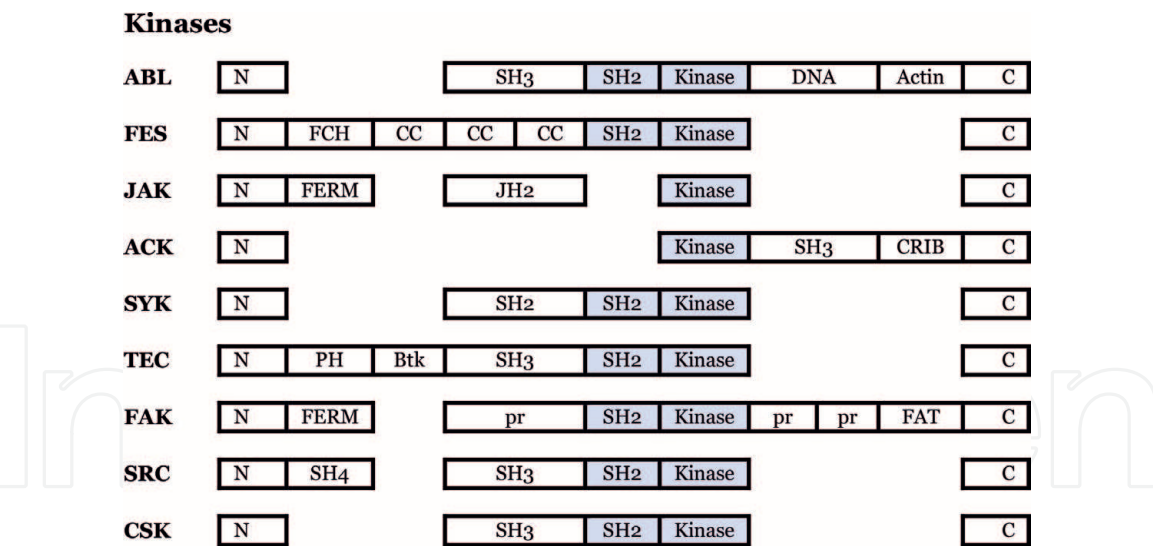 Kinases
ABL N SH3 SH2 Kinase DNA Actin C
FES N FCH CC CC CC SH2 Kinase C
JAK N FERM JH2 Kinase C
ACK N Kinase SH3 CRIB C
SYK N SH2 SH2 Kinase C
TEC N PH Btk SH3 SH2 Kinase C
FAK N FERM pr SH2 Kinase pr pr FAT C
SRC N SH4 SH3 SH2 Kinase C
CSK N SH3 SH2 Kinase C